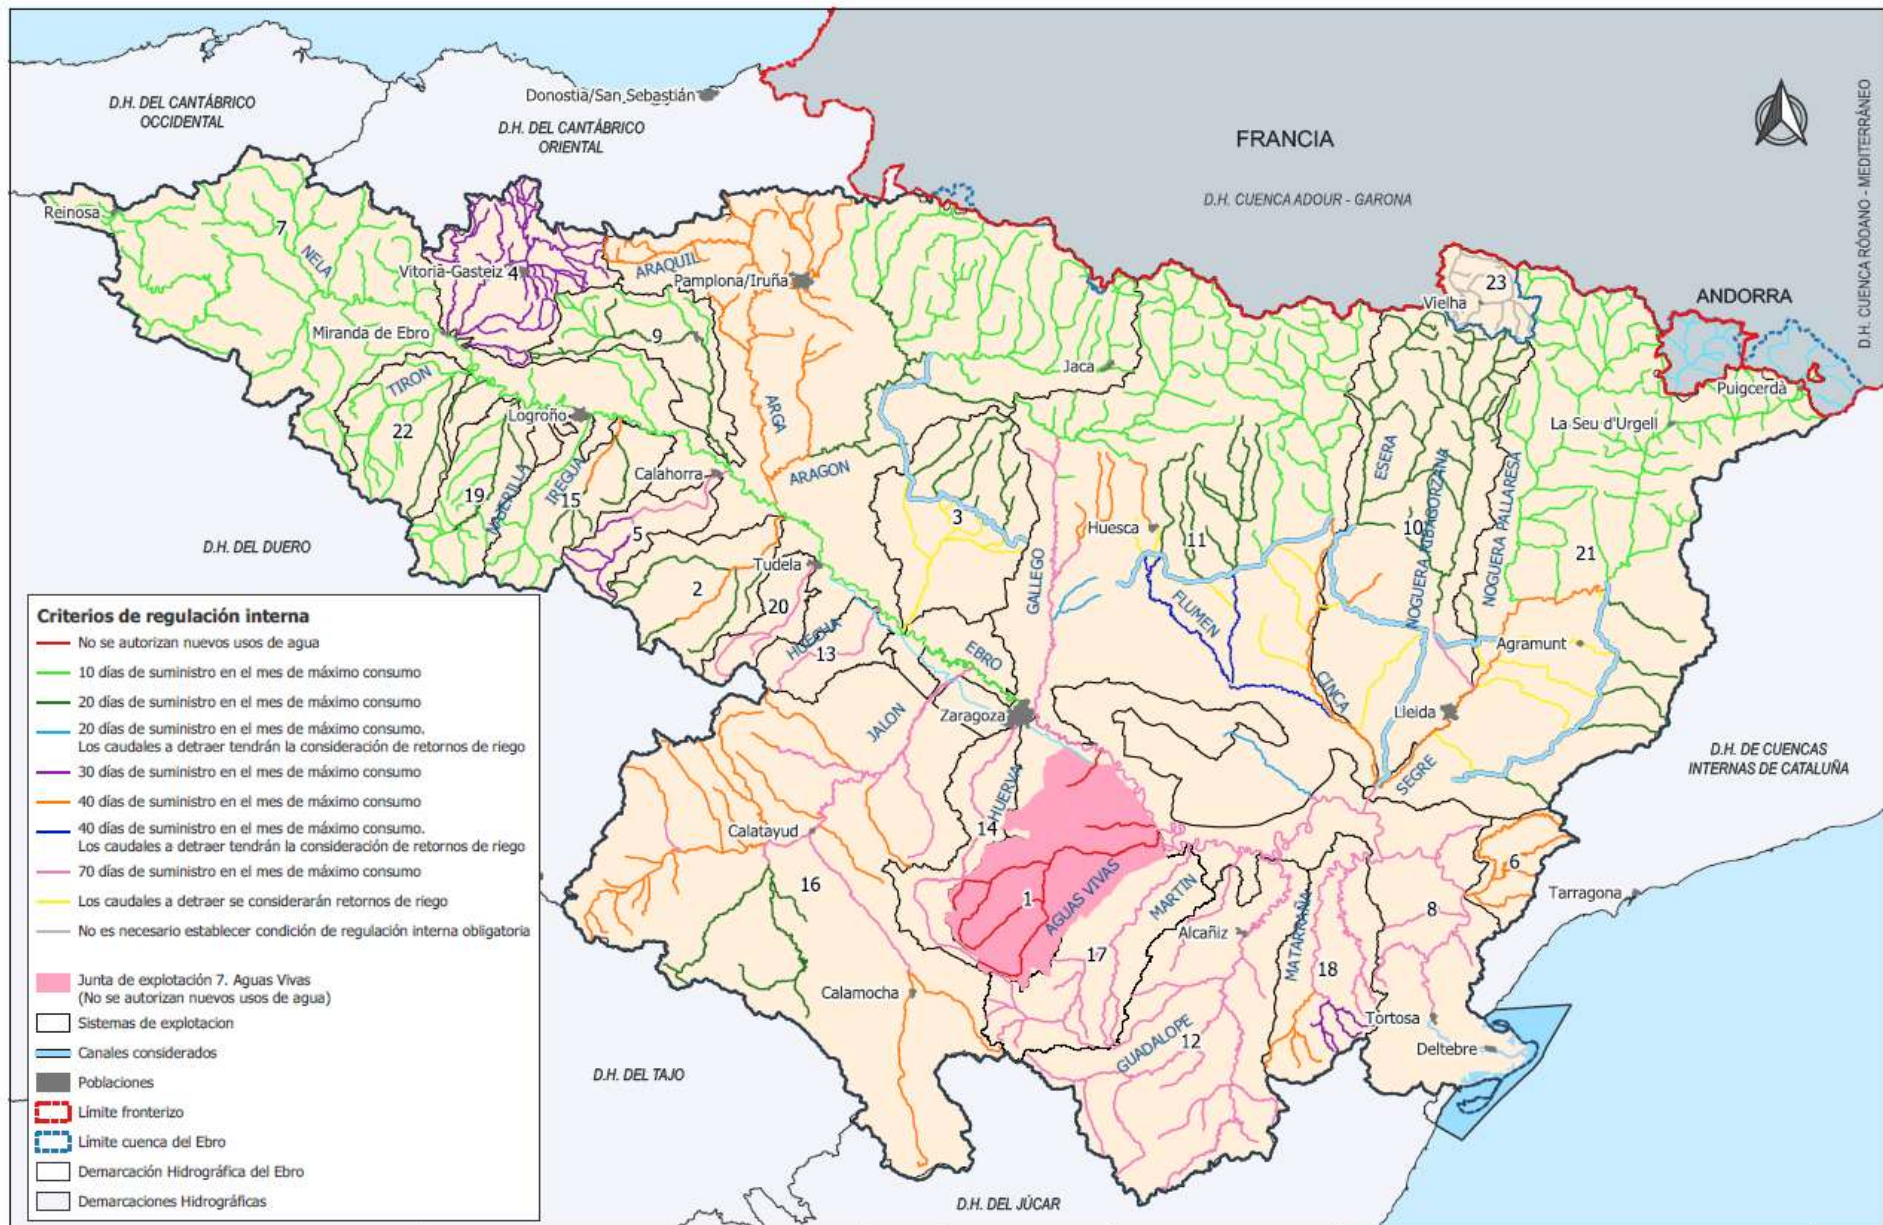 D.H. DEL CANTÁBRICO
OCCIDENTAL
Donostia/San Sebastián
D.H. DEL CANTÁBRICO
ORIENTAL
FRANCIA
D.H. CUENCA ADOUR - GARONA
D.H. CUENCA RÓDANO - MEDITERRÁNEO
Reinosa
7
NELA
Vitoria-Gasteiz
4
ARAQUIL
Pamplona/Iruña
23
Vielha
ANDORRA
Miranda de Ebro
9
Jaca
Puigcerdà
TIRON
Logroño
ARGA
La Seu d'Urgell
22
Calahorra
ARAGON
ESERA
NOGUERA RIBAGORZANA
NOGUERA PALLARESA
19
NAJERILLA
IREGUA
15
5
3
Huesca
11
10
21
D.H. DEL DUERO
Tudela
2
20
GALLEGO
FLUMEN
HUECHA
13
EBRO
Agramunt
CINCA
Zaragoza
JALON
Lleida
SEGRE
D.H. DE CUENCAS
INTERNAS DE CATALUÑA
HUERVA
14
Calatayud
16
1
AGUAS VIVAS
MARTIN
Alcañiz
MATARRAÑA
6
8
Tarragona
17
18
Calamocha
GUADALOPE
12
Tortosa
Deltebre
D.H. DEL TAJO
D.H. DEL JÚCAR
Criterios de regulación interna
No se autorizan nuevos usos de agua
10 días de suministro en el mes de máximo consumo
20 días de suministro en el mes de máximo consumo
20 días de suministro en el mes de máximo consumo.
Los caudales a detraer tendrán la consideración de retornos de riego
30 días de suministro en el mes de máximo consumo
40 días de suministro en el mes de máximo consumo
40 días de suministro en el mes de máximo consumo.
Los caudales a detraer tendrán la consideración de retornos de riego
70 días de suministro en el mes de máximo consumo
Los caudales a detraer se considerarán retornos de riego
No es necesario establecer condición de regulación interna obligatoria
Junta de explotación 7. Aguas Vivas
(No se autorizan nuevos usos de agua)
Sistemas de explotacion
Canales considerados
Poblaciones
Límite fronterizo
Límite cuenca del Ebro
Demarcación Hidrográfica del Ebro
Demarcaciones Hidrográficas